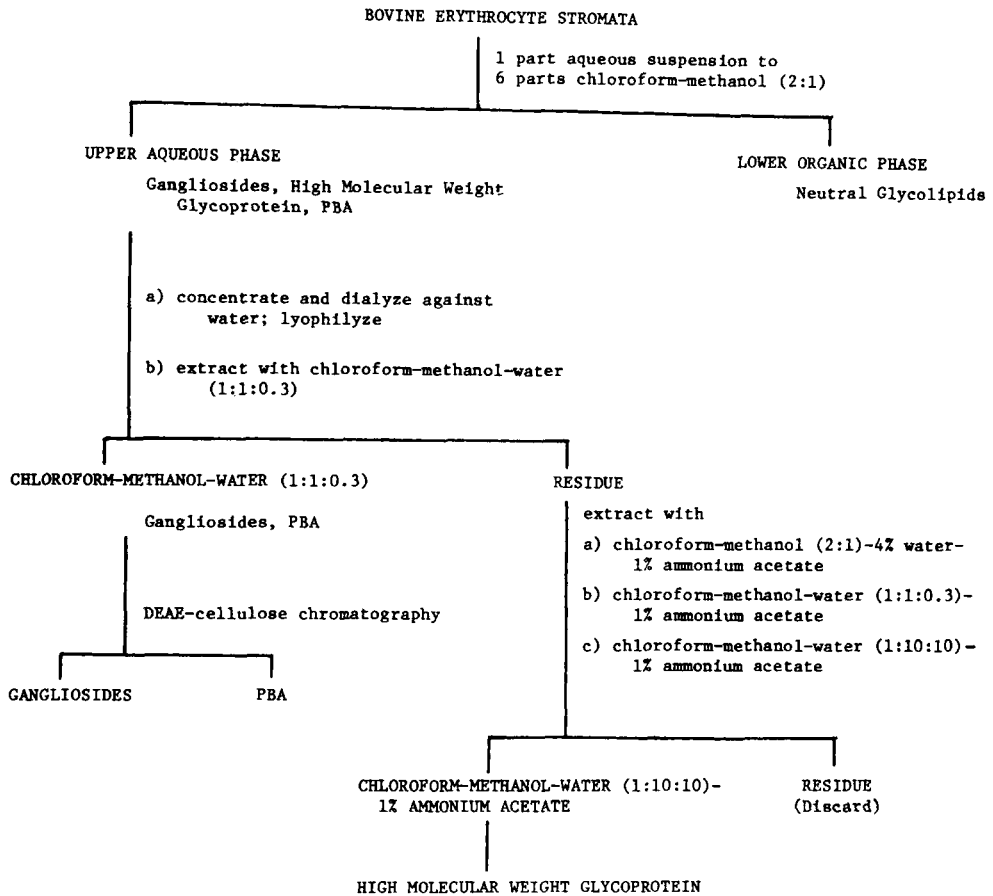 BOVINE ERYTHROCYTE STROMATA
1 part aqueous suspension to
6 parts chloroform-methanol (2:1)
UPPER AQUEOUS PHASE
Gangliosides, High Molecular Weight
Glycoprotein, PBA
LOWER ORGANIC PHASE
Neutral Glycolipids
a) concentrate and dialyze against
water; lyophilyze
b) extract with chloroform-methanol-water
(1:1:0.3)
CHLOROFORM-METHANOL-WATER (1:1:0.3)
Gangliosides, PBA
DEAE-cellulose chromatography
GANGLIOSIDES
PBA
RESIDUE
extract with
a) chloroform-methanol (2:1)-4% water-
1% ammonium acetate
b) chloroform-methanol-water (1:1:0.3)-
1% ammonium acetate
c) chloroform-methanol-water (1:10:10)-
1% ammonium acetate
CHLOROFORM-METHANOL-WATER (1:10:10)-
1% AMMONIUM ACETATE
RESIDUE
(Discard)
HIGH MOLECULAR WEIGHT GLYCOPROTEIN